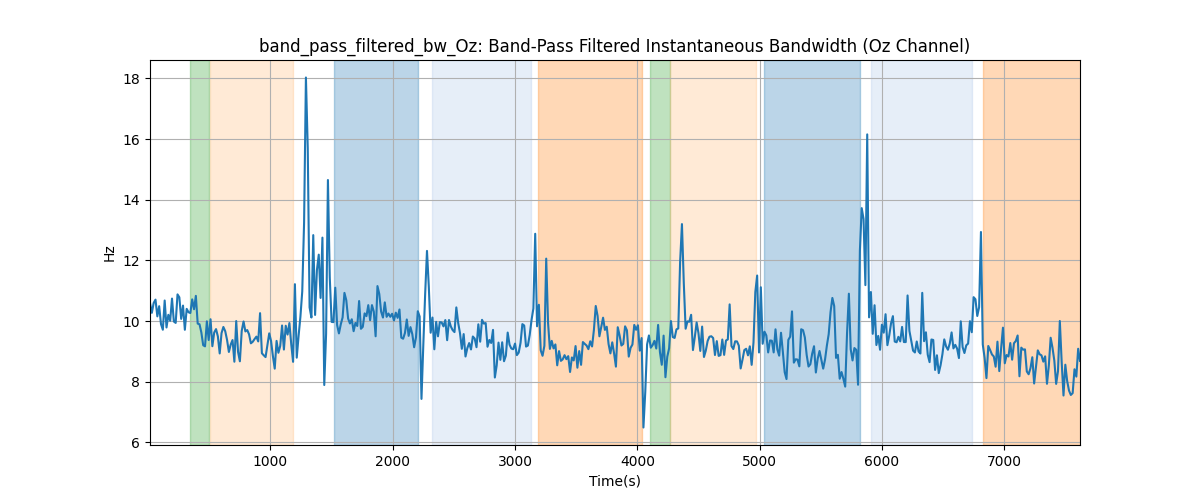 band_pass_filtered_bw_Oz: Band-Pass Filtered Instantaneous Bandwidth (Oz Channel)
18
16
14
12
10
8
6
Hz
1000 2000 3000 4000 5000 6000 7000
Time(s)